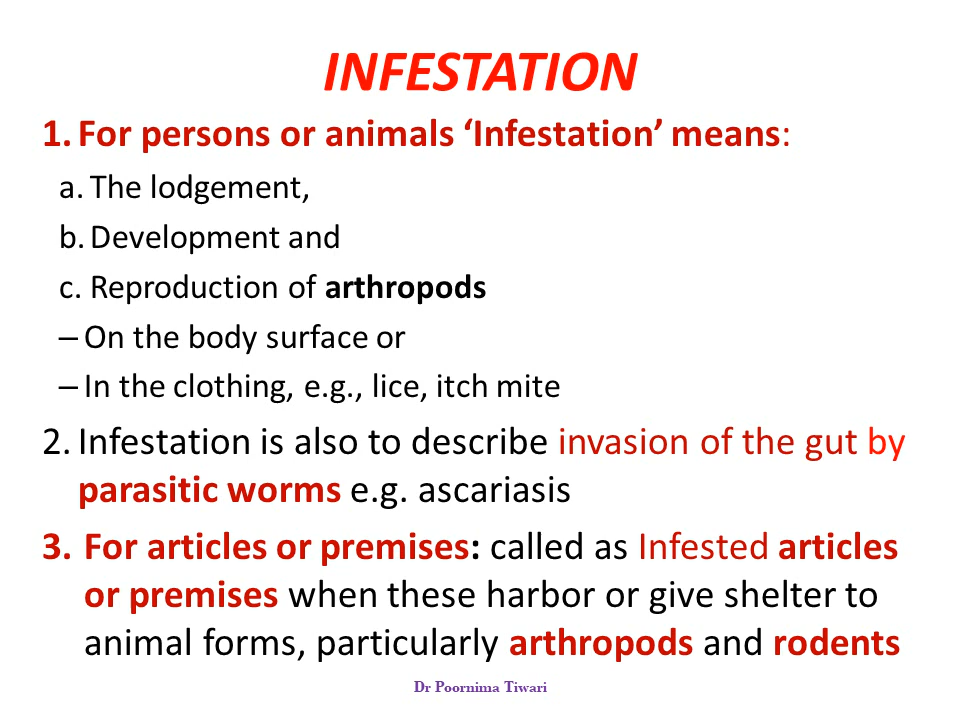 INFESTATION
1. For persons or animals ‘Infestation’ means:
a. The lodgement,
b. Development and
c. Reproduction of arthropods
– On the body surface or
– In the clothing, e.g., lice, itch mite
2. Infestation is also to describe invasion of the gut by
parasitic worms e.g. ascariasis
3. For articles or premises: called as Infested articles
or premises when these harbor or give shelter to
animal forms, particularly arthropods and rodents
Dr Poornima Tiwari